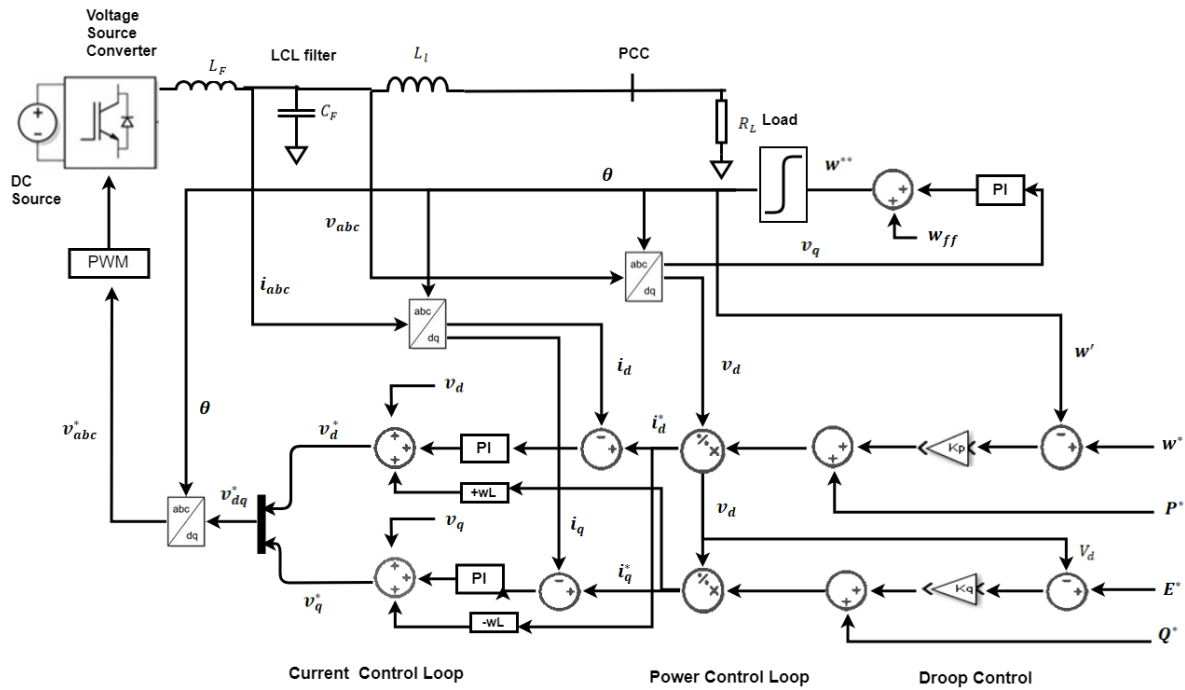 Voltage
Source
Converter
L_F
LCL filter
L_l
PCC
C_F
R_L Load
DC
Source
+
-
θ
w**
+
+
PI
w_ff
v_abc
v_q
abc
dq
PWM
i_abc
abc
dq
w'
i_d
v_d
v_d
θ
v*_abc
v*_d
+
+
+
PI
-
i*_d
%
x
+
+
Kp
-
-
w*
+wL
P*
v*_dq
abc
dq
v_q
i_q
v_d
V_d
v*_q
+
+
+
PI
-
i*_q
%
x
+
+
Kq
-
-
E*
-wL
Q*
Current Control Loop
Power Control Loop
Droop Control